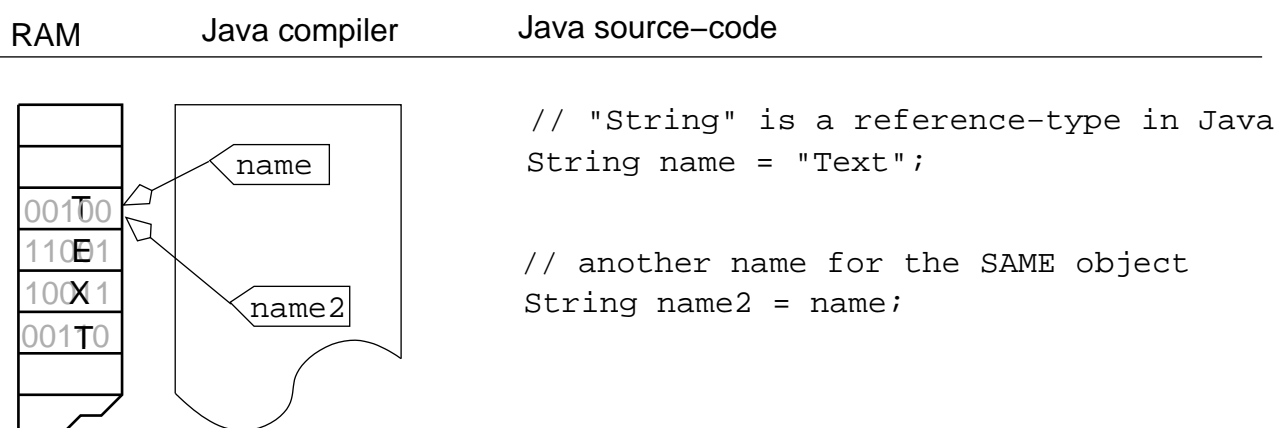 RAM Java compiler Java source−code
// "String" is a reference−type in Java
String name = "Text";
name
00100 T
11001 E
10011 X
00110 T
// another name for the SAME object
String name2 = name;
name2